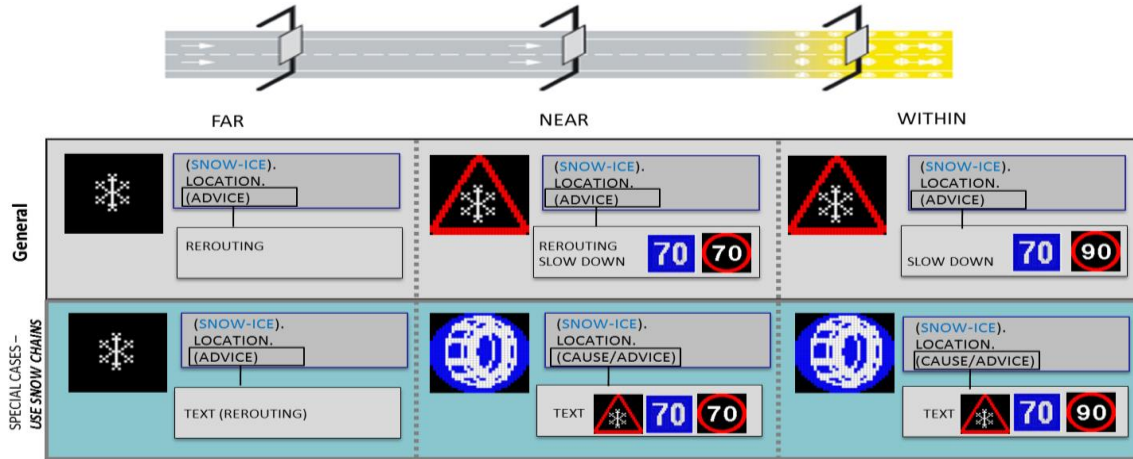 FAR
NEAR
WITHIN
General
(SNOW-ICE).
LOCATION.
(ADVICE)
REROUTING
(SNOW-ICE).
LOCATION.
(ADVICE)
REROUTING
SLOW DOWN
70
70
(SNOW-ICE).
LOCATION.
(ADVICE)
SLOW DOWN
70
90
SPECIAL CASES –
USE SNOW CHAINS
(SNOW-ICE).
LOCATION.
(ADVICE)
TEXT (REROUTING)
(SNOW-ICE).
LOCATION.
(CAUSE/ADVICE)
TEXT
70
70
(SNOW-ICE).
LOCATION.
(CAUSE/ADVICE)
TEXT
70
90